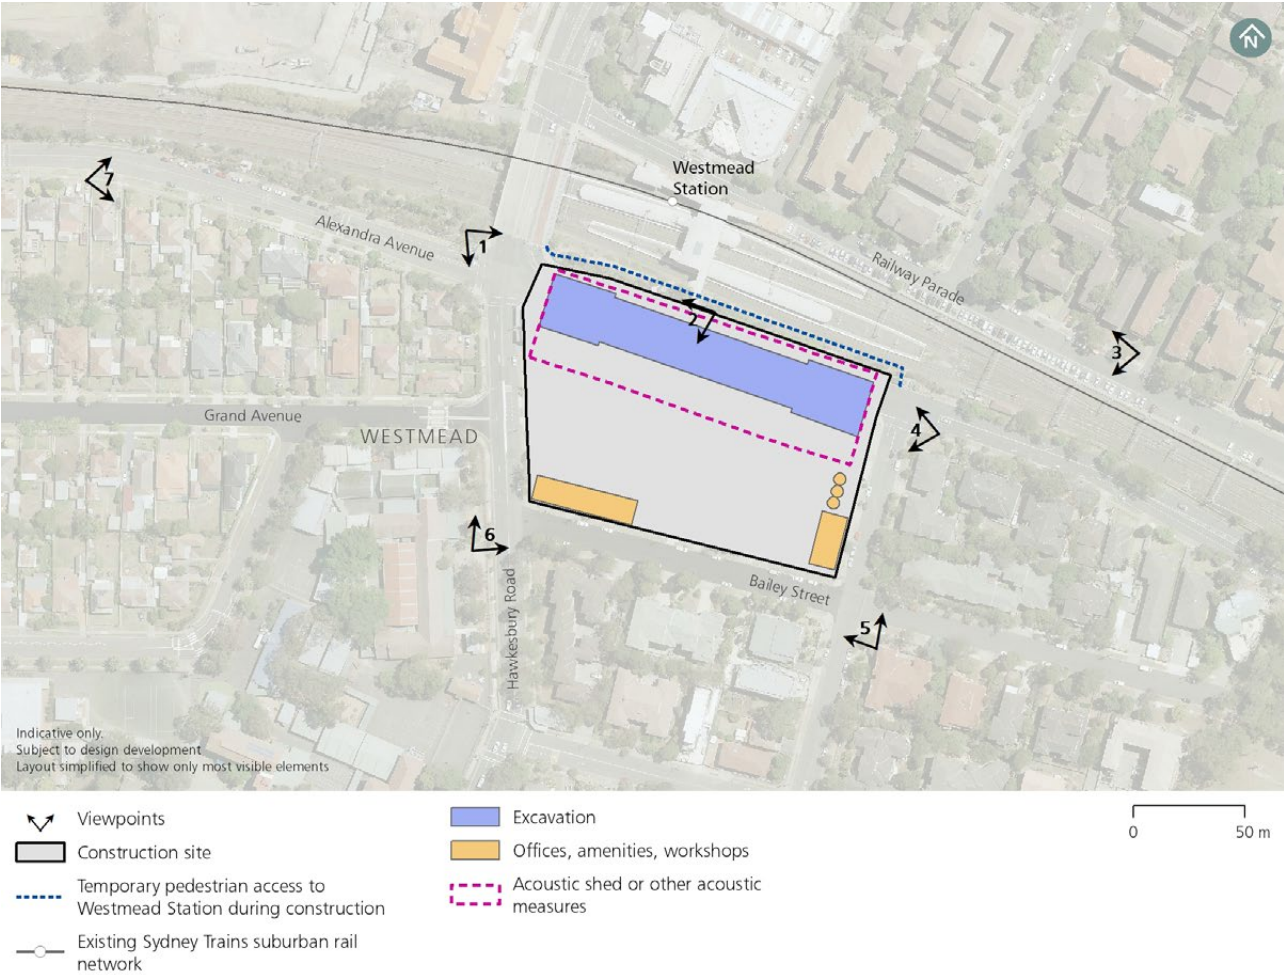 N
Westmead
Station
7
Alexandra Avenue
1
Railway Parade
2
3
Grand Avenue
WESTMEAD
4
6
Hawkesbury Road
Bailey Street
5
Indicative only.
Subject to design development
Layout simplified to show only most visible elements
Viewpoints
Construction site
Temporary pedestrian access to
Westmead Station during construction
Existing Sydney Trains suburban rail
network
Excavation
Offices, amenities, workshops
Acoustic shed or other acoustic
measures
0
50 m